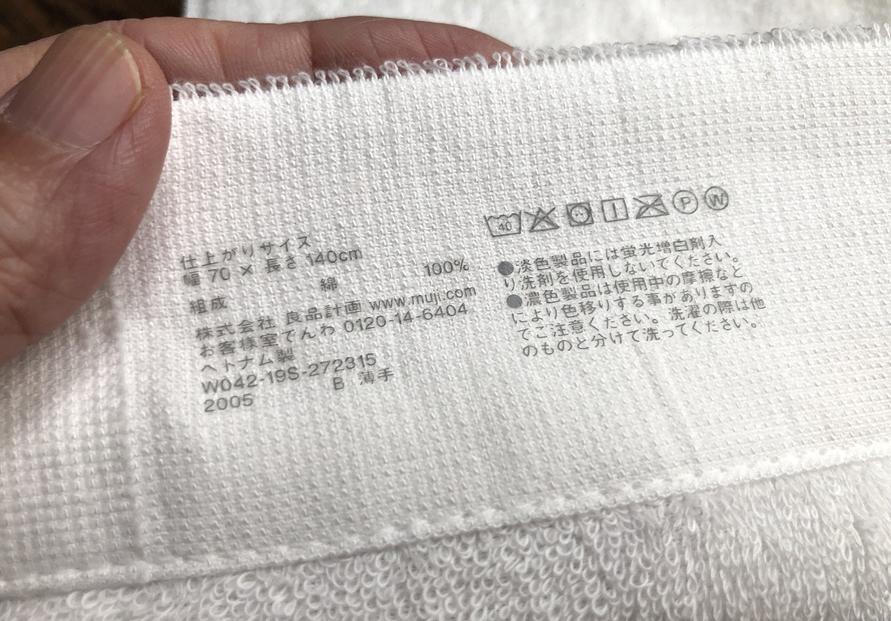 仕上がりサイズ
幅 70 × 長さ 140cm
組成 綿 100%
株式会社 良品計画 www.muji.com
お客様室でんわ 0120-14-6404
ベトナム製
W042-19S-272315
2005 B 薄手
40 P W
●淡色製品には蛍光増白剤入
り洗剤を使用しないでください。
●濃色製品は使用中の摩擦など
により色移りする事がありますの
でご注意ください。洗濯の際は他
のものと分けて洗ってください。